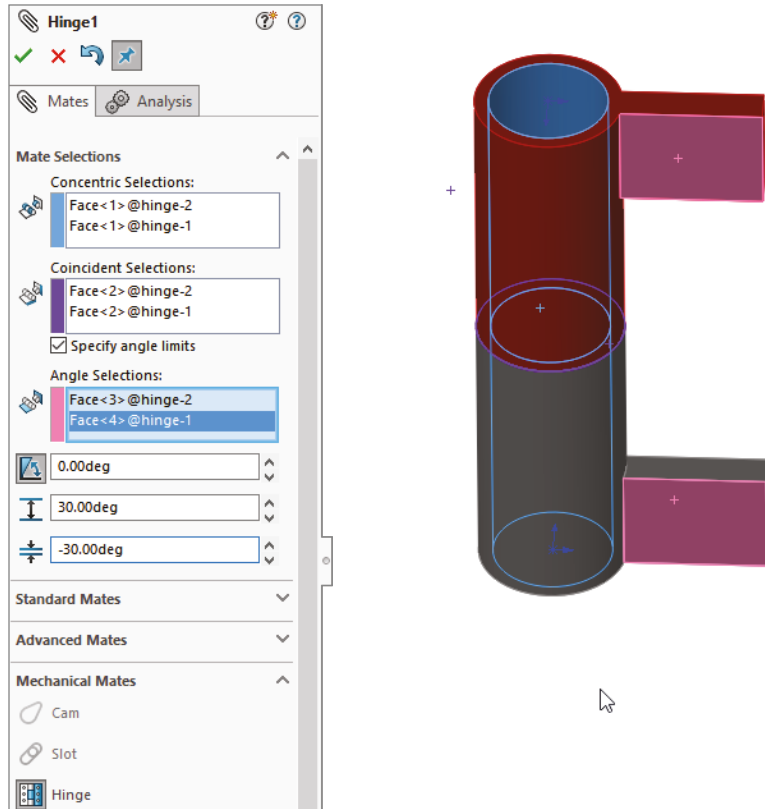 Hinge1
Mates
Analysis
Mate Selections
Concentric Selections:
Face<1>@hinge-2
Face<1>@hinge-1
Coincident Selections:
Face<2>@hinge-2
Face<2>@hinge-1
Specify angle limits
Angle Selections:
Face<3>@hinge-2
Face<4>@hinge-1
0.00deg
30.00deg
-30.00deg
Standard Mates
Advanced Mates
Mechanical Mates
Cam
Slot
Hinge